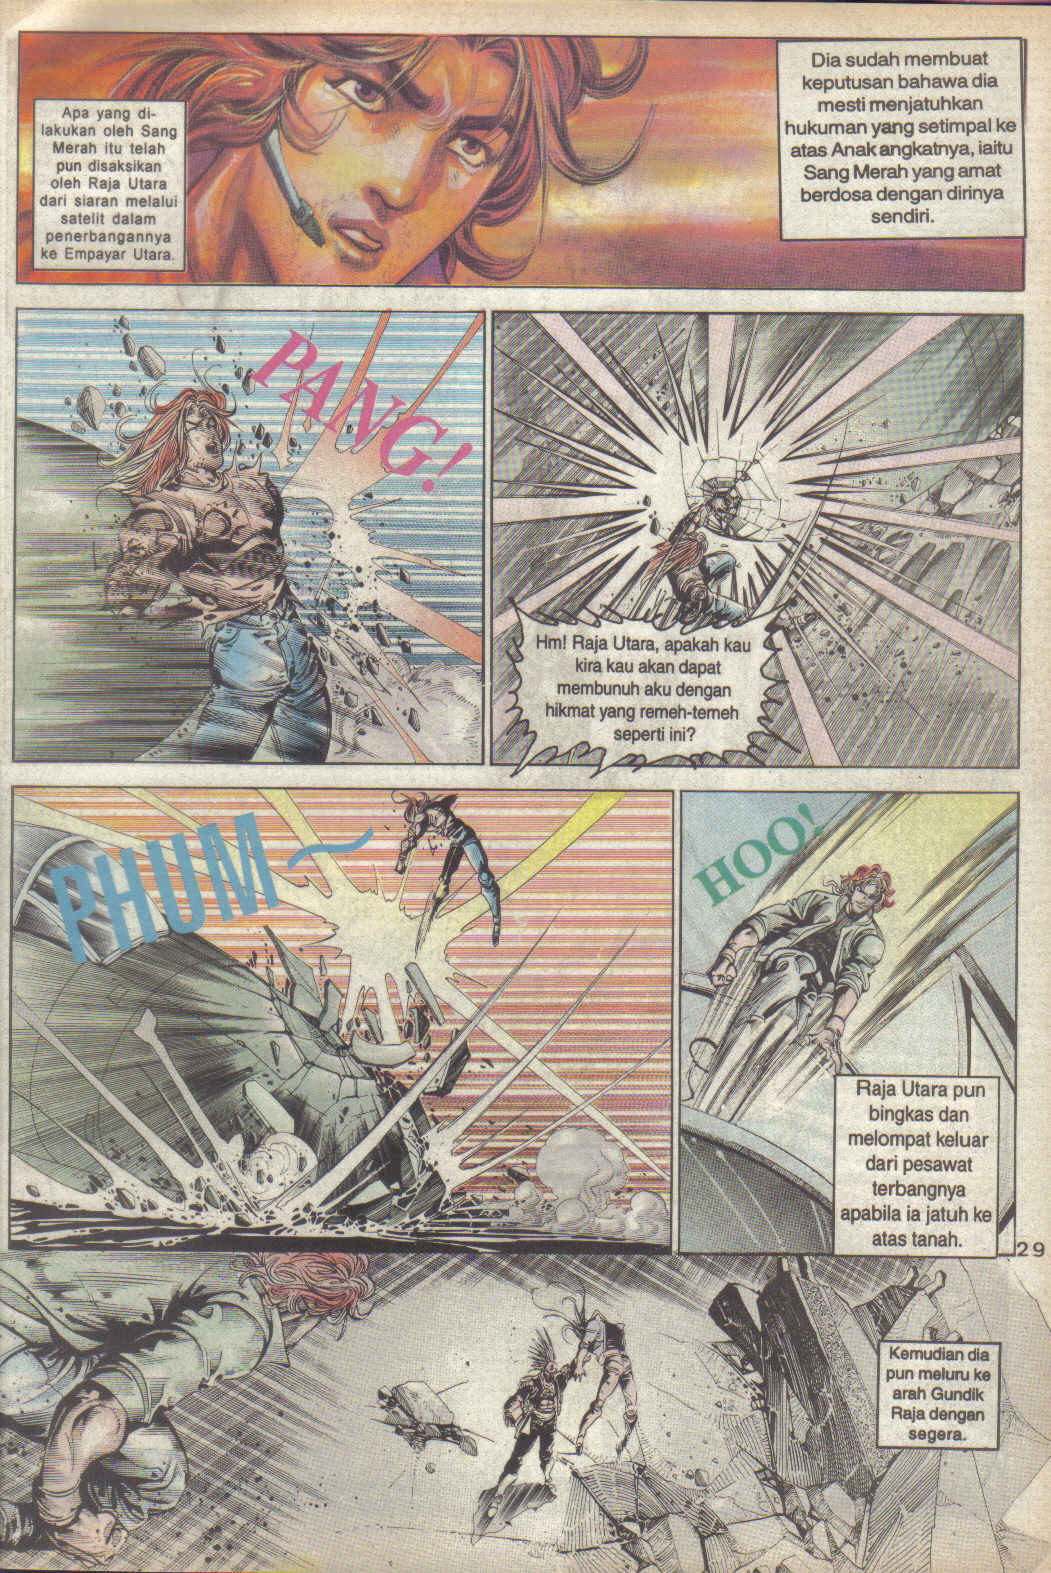 Apa yang di-
lakukan oleh Sang
Merah itu telah
pun disaksikan
oleh Raja Utara
dari siaran melalui
satelit dalam
penerbangannya
ke Empayar Utara.
Dia sudah membuat
keputusan bahawa dia
mesti menjatuhkan
hukuman yang setimpal ke
atas Anak angkatnya, iaitu
Sang Merah yang amat
berdosa dengan dirinya
sendiri.
PANG!
Hm! Raja Utara, apakah kau
kira kau akan dapat
membunuh aku dengan
hikmat yang remeh-temeh
seperti ini?
PHUM~
HOO!
Raja Utara pun
bingkas dan
melompat keluar
dari pesawat
terbangnya
apabila ia jatuh ke
atas tanah.
29
Kemudian dia
pun meluru ke
arah Gundik
Raja dengan
segera.